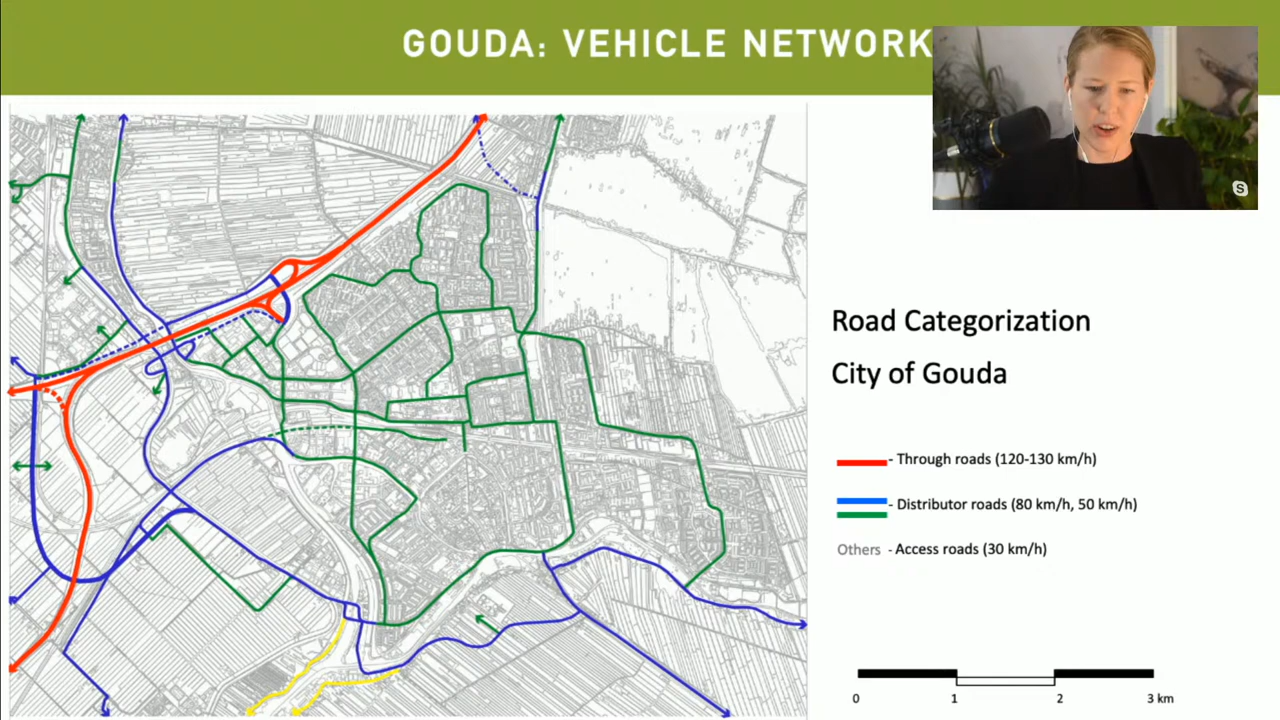 GOUDA: VEHICLE NETWORK
S
Road Categorization
City of Gouda
- Through roads (120-130 km/h)
- Distributor roads (80 km/h, 50 km/h)
Others - Access roads (30 km/h)
0 1 2 3 km